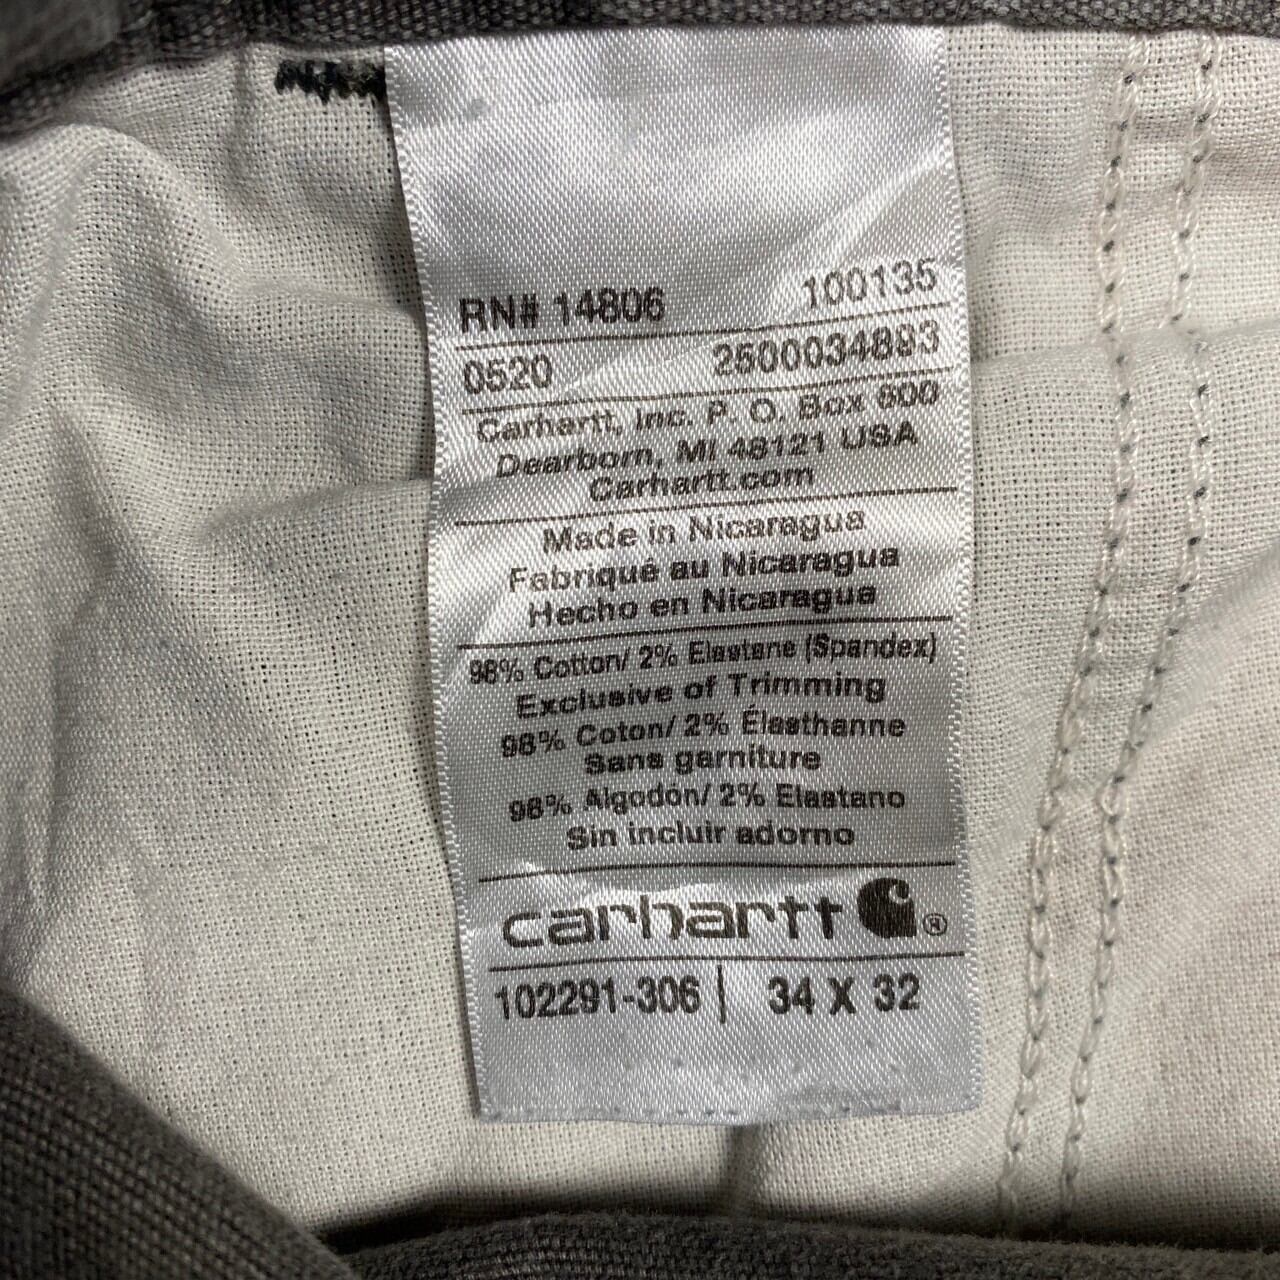 RN# 14806 100135
0520 2500034893
Carhartt, Inc. P. O. Box 600
Dearborn, MI 48121 USA
Carhartt.com
Made in Nicaragua
Fabriqué au Nicaragua
Hecho en Nicaragua
98% Cotton/ 2% Elastane (Spandex)
Exclusive of Trimming
98% Coton/ 2% Élasthanne
Sans garniture
98% Algodón/ 2% Elastano
Sin incluir adorno
carhartt ®
102291-306 | 34 X 32